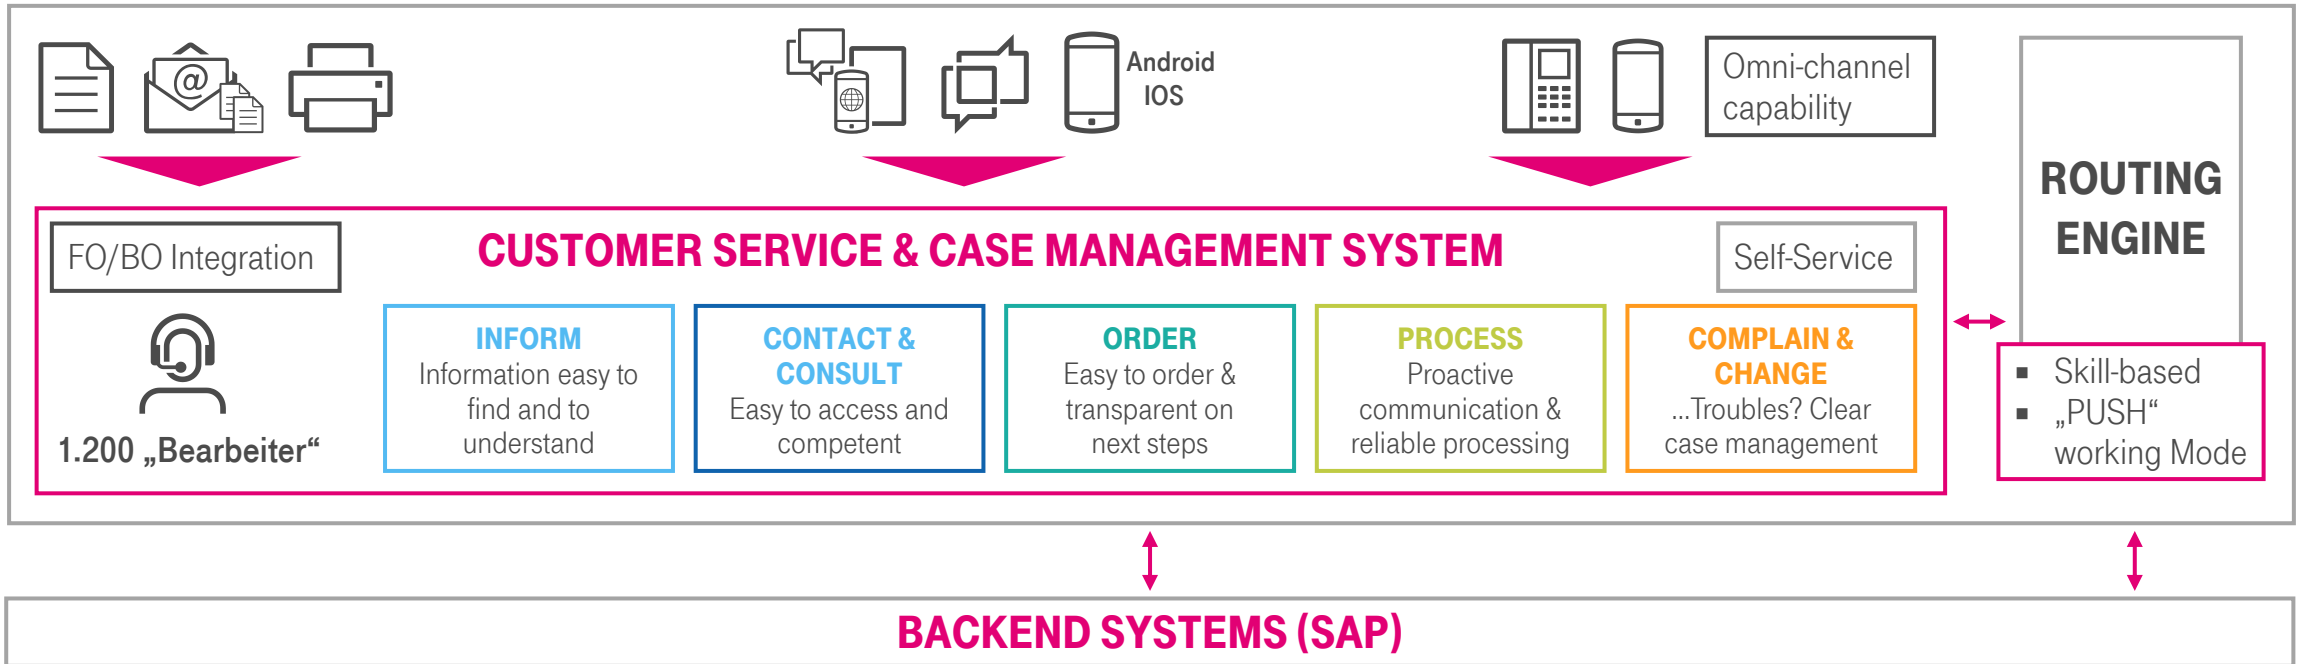 @
Android
IOS
Omni-channel
capability
ROUTING
ENGINE
FO/BO Integration
CUSTOMER SERVICE & CASE MANAGEMENT SYSTEM
Self-Service
1.200 „Bearbeiter“
INFORM
Information easy to
find and to
understand
CONTACT &
CONSULT
Easy to access and
competent
ORDER
Easy to order &
transparent on
next steps
PROCESS
Proactive
communication &
reliable processing
COMPLAIN &
CHANGE
...Troubles? Clear
case management
▪ Skill-based
▪ „PUSH“
working Mode
BACKEND SYSTEMS (SAP)